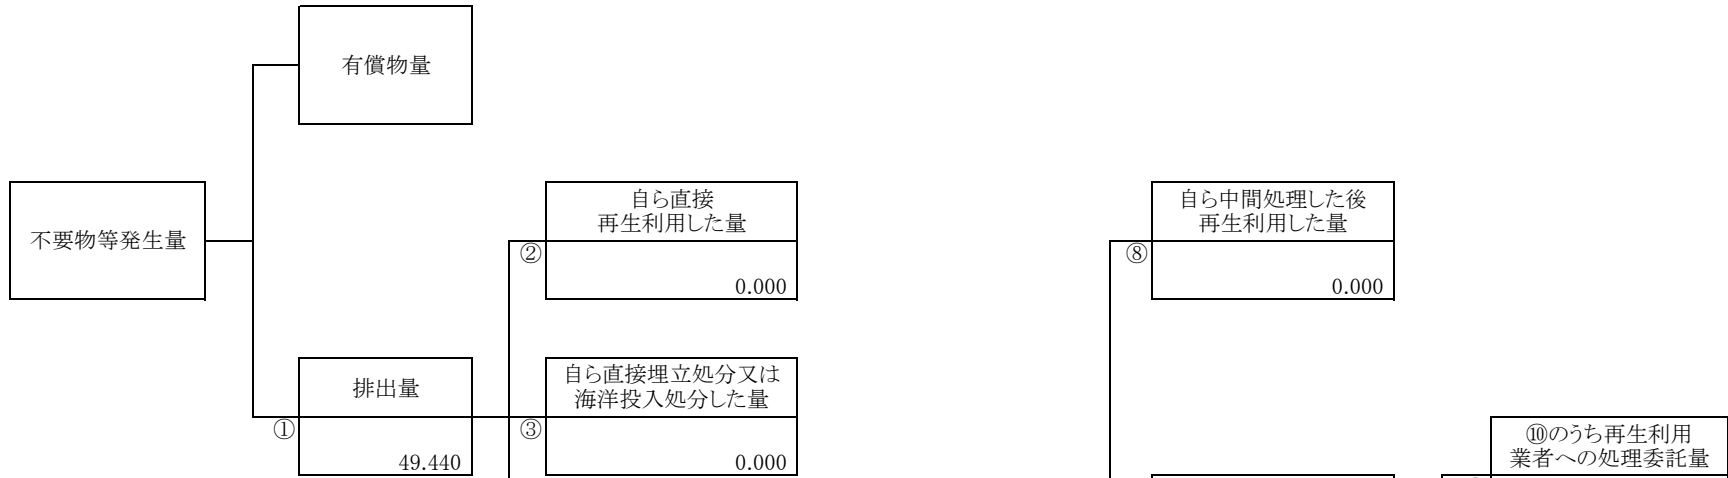 有償物量
不要物等発生量
自ら直接
再生利用した量
②
0.000
自ら中間処理した後
再生利用した量
⑧
0.000
排出量
①
49.440
自ら直接埋立処分又は
海洋投入処分した量
③
0.000
⑩のうち再生利用
業者への処理委託量